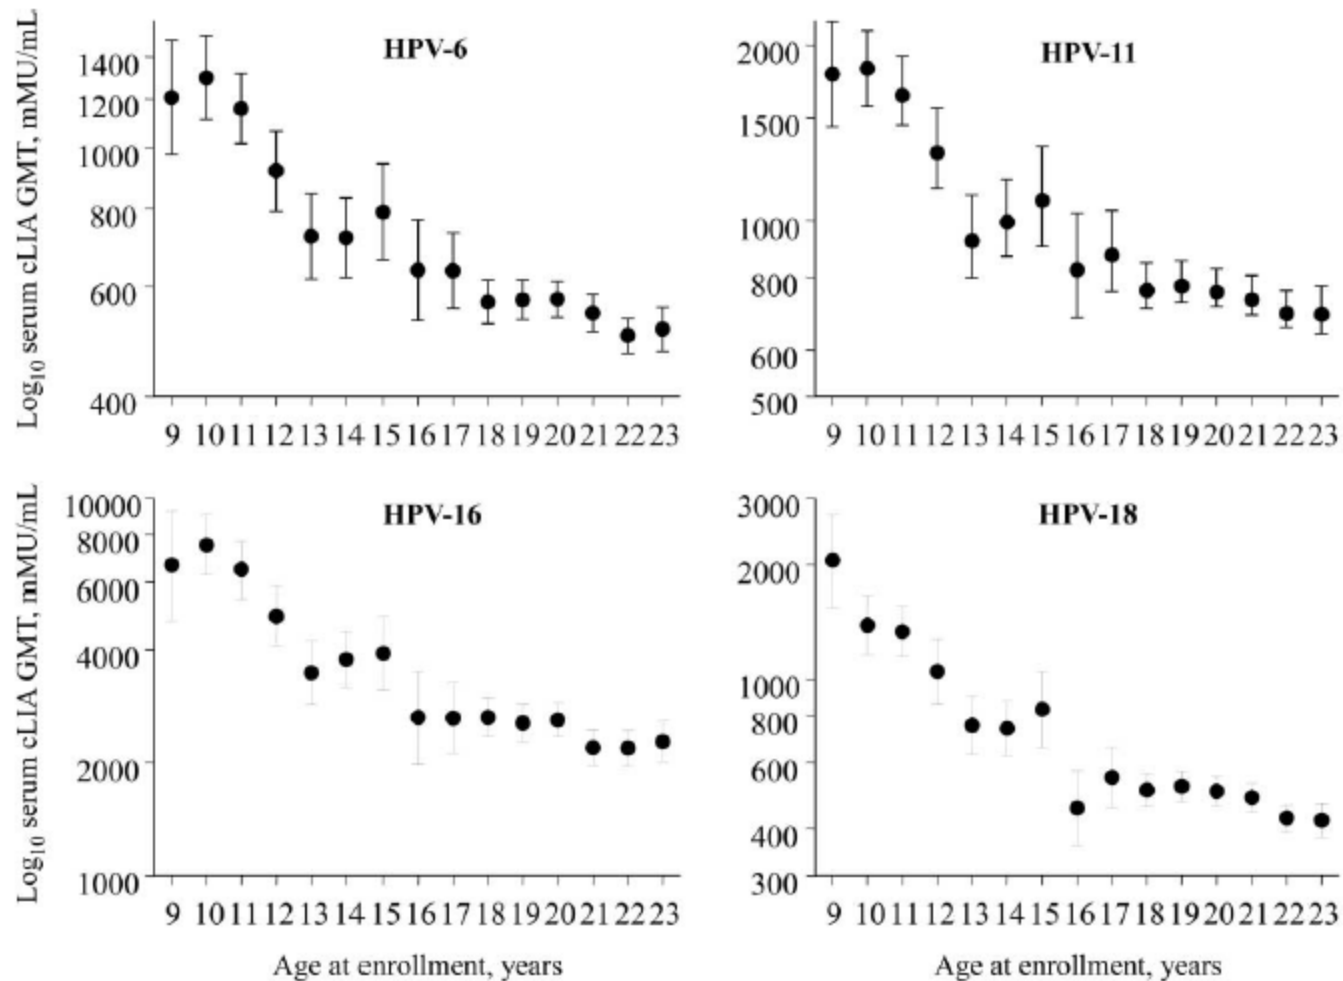 HPV-6
Log10 serum cLIA GMT, mMU/mL
1400
1200
1000
800
600
400
9 10 11 12 13 14 15 16 17 18 19 20 21 22 23
HPV-11
2000
1500
1000
800
600
500
9 10 11 12 13 14 15 16 17 18 19 20 21 22 23
HPV-16
Log10 serum cLIA GMT, mMU/mL
10000
8000
6000
4000
2000
1000
9 10 11 12 13 14 15 16 17 18 19 20 21 22 23
Age at enrollment, years
HPV-18
3000
2000
1000
800
600
400
300
9 10 11 12 13 14 15 16 17 18 19 20 21 22 23
Age at enrollment, years